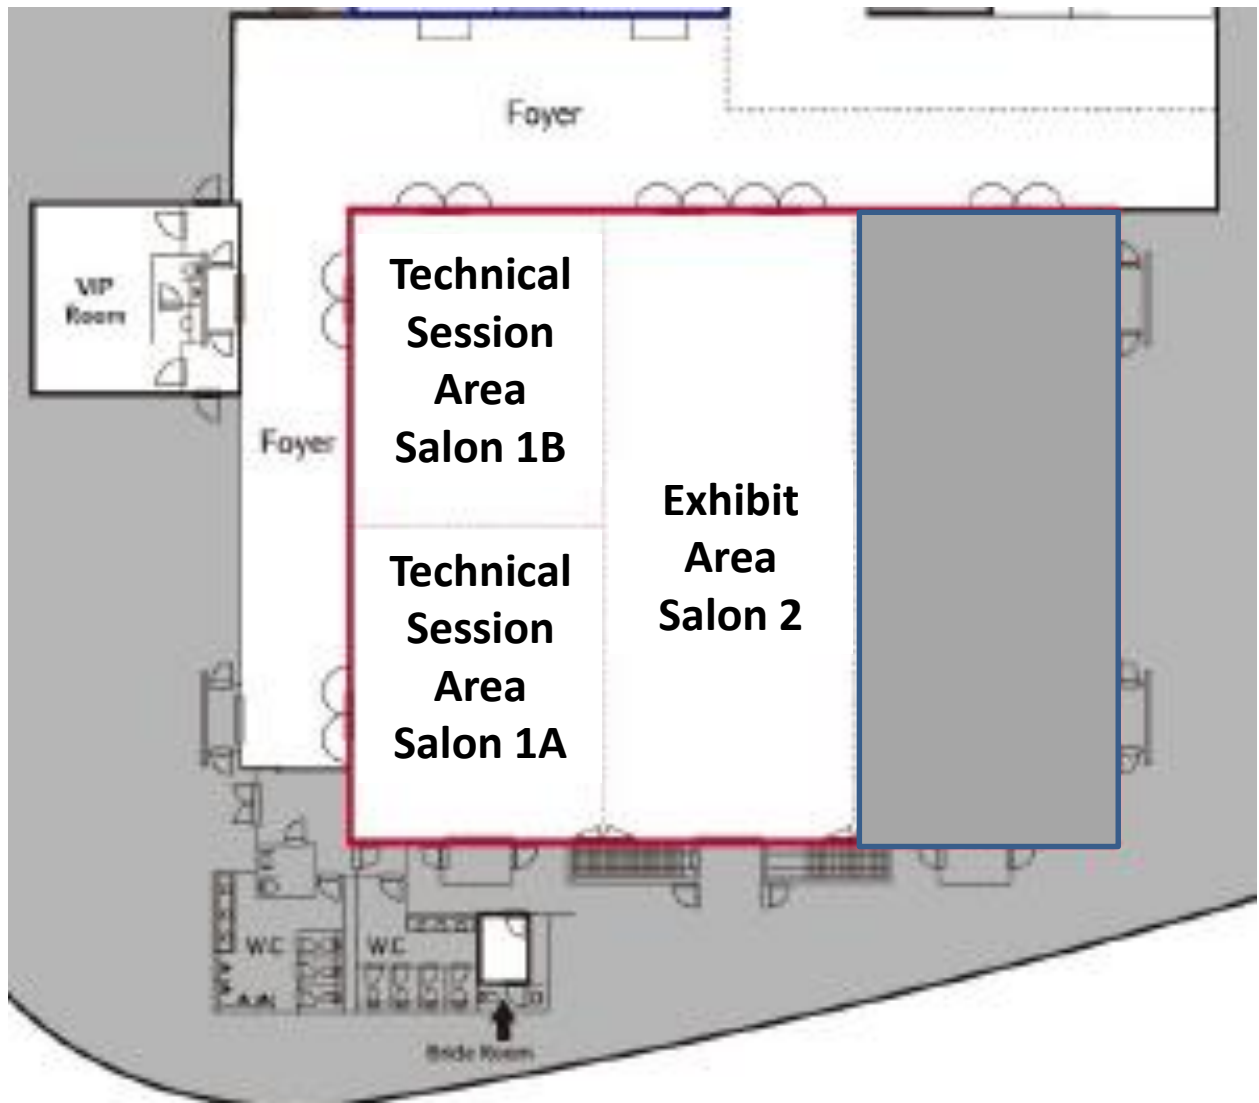 Foyer
Technical
Session
Area
Salon 1B
VIP
Room
Foyer
Exhibit
Area
Salon 2
Technical
Session
Area
Salon 1A
W.C
W.C
Bride Room